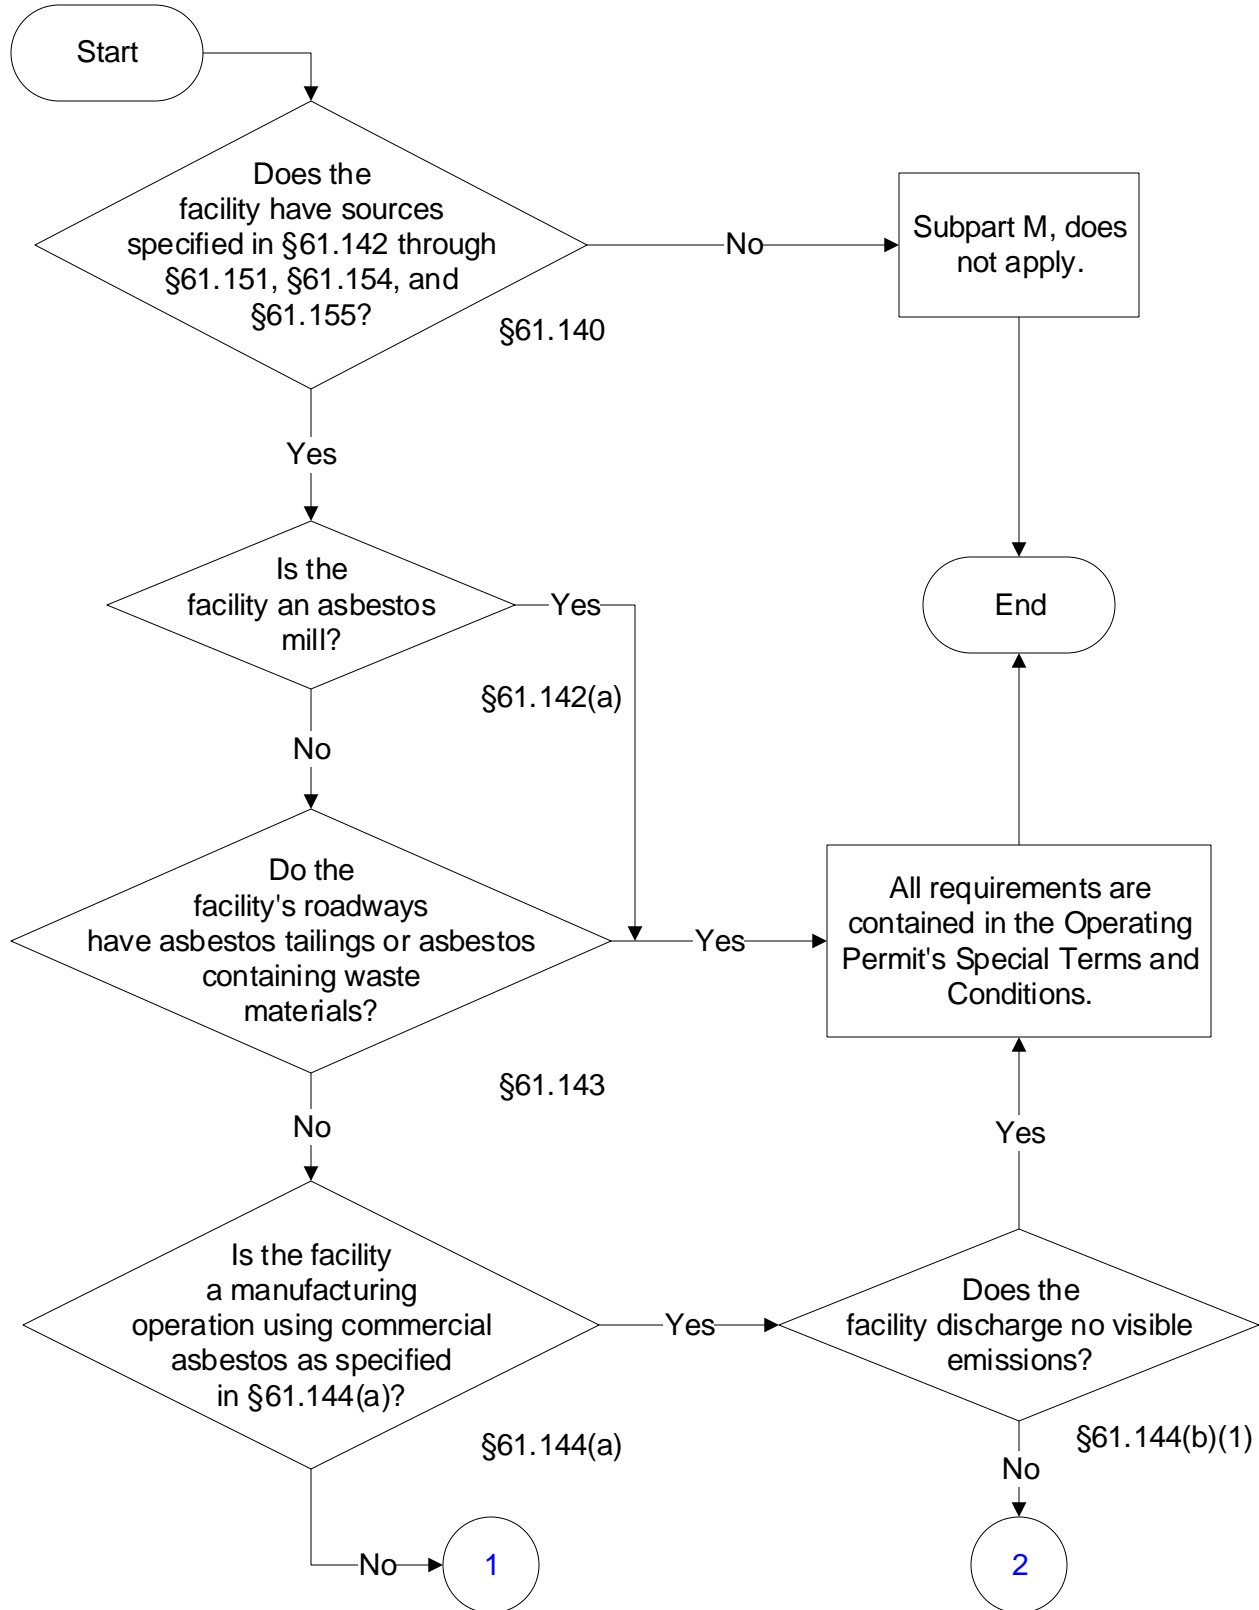 Start
Does the
facility have sources
specified in §61.142 through
§61.151, §61.154, and
§61.155?
No
Subpart M, does
not apply.
§61.140
Yes
Is the
facility an asbestos
mill?
Yes
End
§61.142(a)
No
Do the
facility's roadways
have asbestos tailings or asbestos
containing waste
materials?
Yes
All requirements are
contained in the Operating
Permit's Special Terms and
Conditions.
§61.143
No
Yes
Is the facility
a manufacturing
operation using commercial
asbestos as specified
in §61.144(a)?
Yes
Does the
facility discharge no visible
emissions?
§61.144(a)
§61.144(b)(1)
No
No
1
2